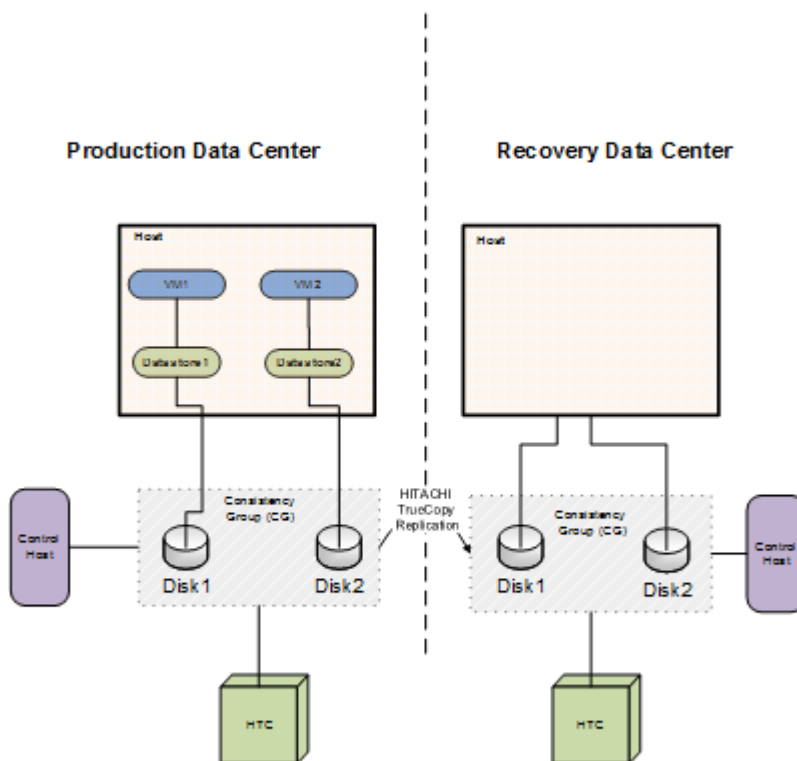 Production Data Center
Recovery Data Center
Host
VM1
VM2
Datastore1
Datastore2
Host
Control
Host
Consistency
Group (CG)
Disk1
Disk2
HITACHI
TrueCopy
Replication
Consistency
Group (CG)
Disk1
Disk2
Control
Host
HTC
HTC